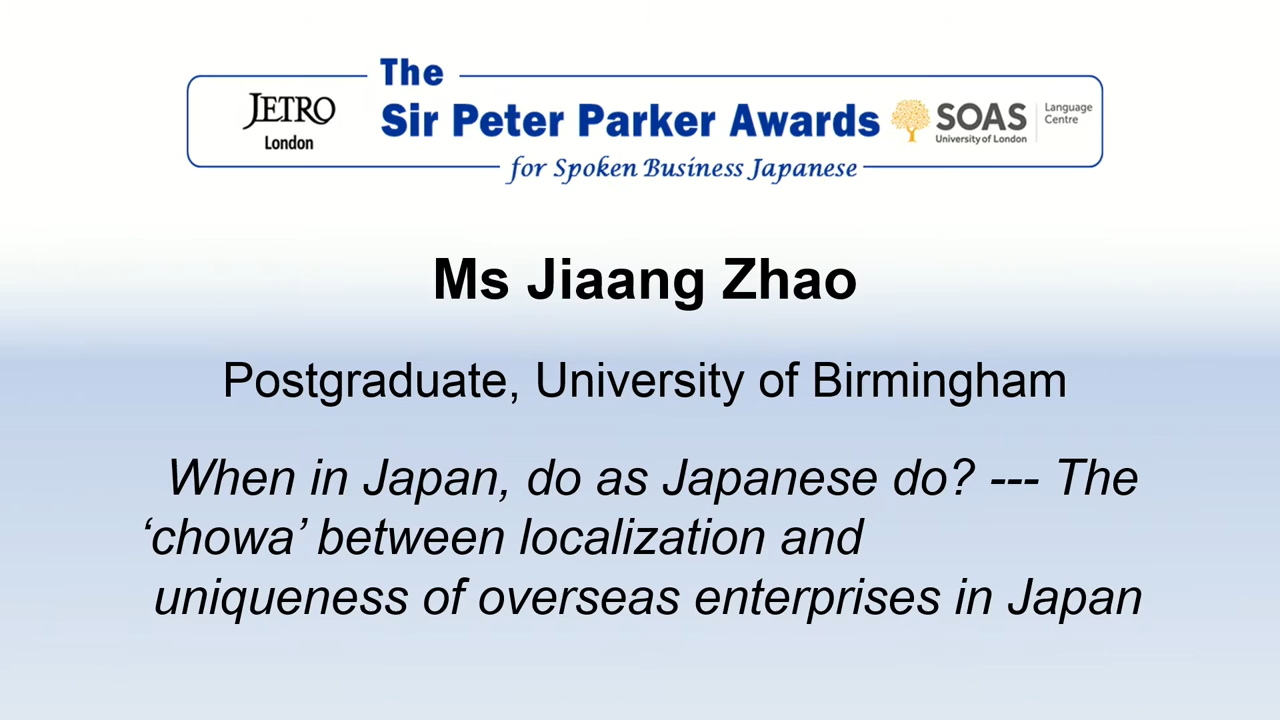 The
Sir Peter Parker Awards
for Spoken Business Japanese
JETRO
London
SOAS
University of London
Language
Centre
Ms Jiaang Zhao
Postgraduate, University of Birmingham
When in Japan, do as Japanese do? --- The
‘chowa’ between localization and
uniqueness of overseas enterprises in Japan